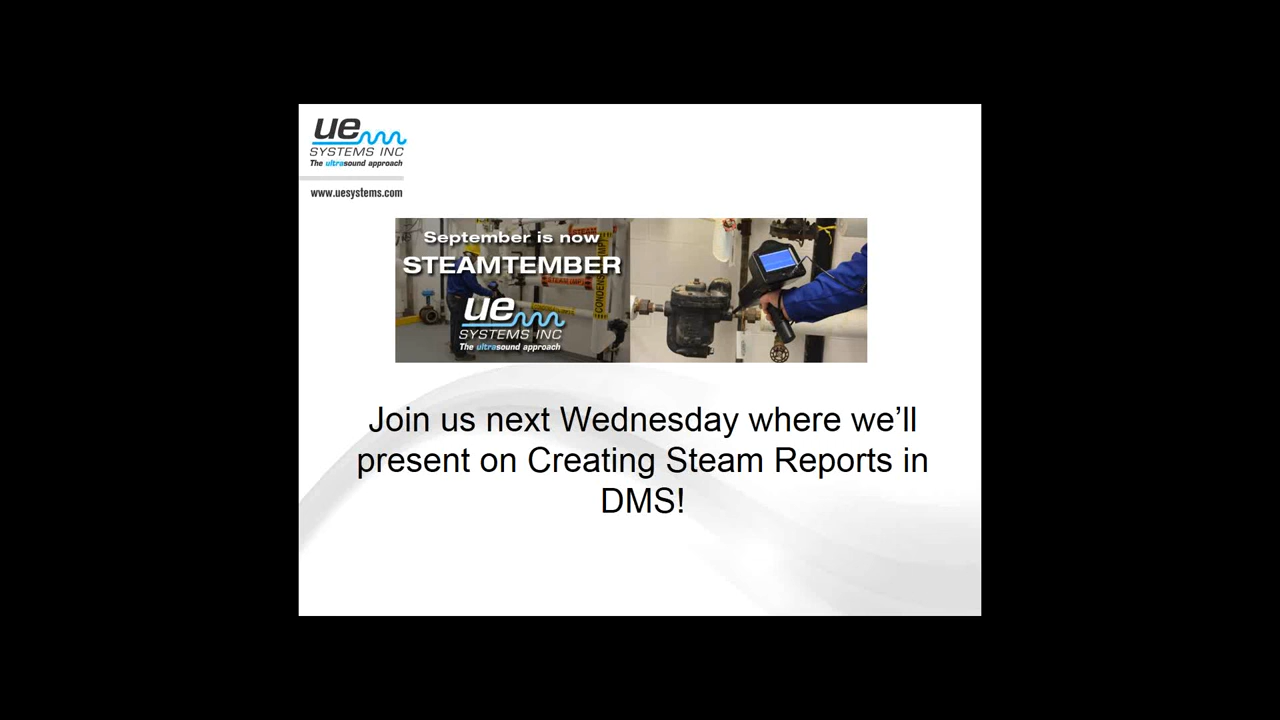 ue
SYSTEMS INC
The ultrasound approach
www.uesystems.com
September is now
STEAMTEMBER
ue
SYSTEMS INC
The ultrasound approach
Join us next Wednesday where we’ll
present on Creating Steam Reports in
DMS!